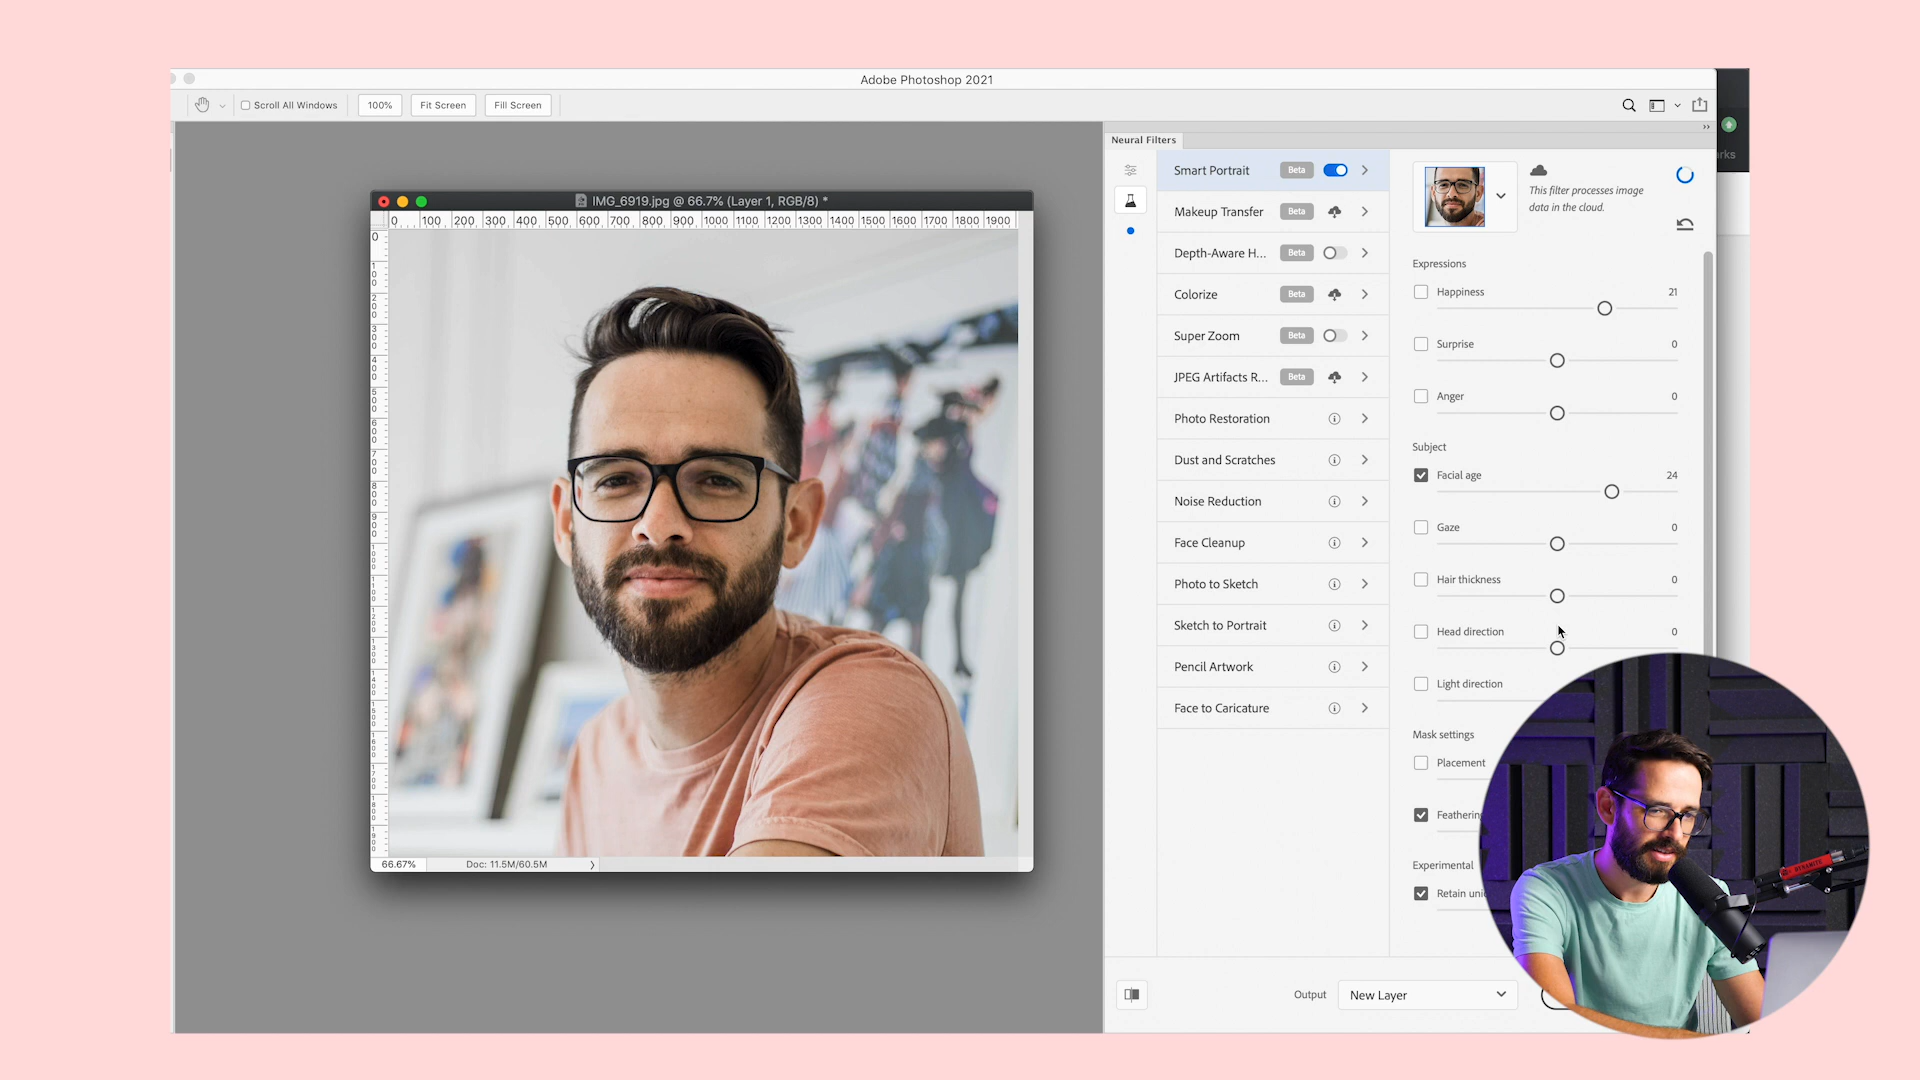 Adobe Photoshop 2021
Scroll All Windows
100%
Fit Screen
Fill Screen
Neural Filters
IMG_6919.jpg @ 66.7% (Layer 1, RGB/8) *
0 100 200 300 400 500 600 700 800 900 1000 1100 1200 1300 1400 1500 1600 1700 1800 1900
66.67%
Doc: 11.5M/60.5M
Smart Portrait Beta
Makeup Transfer Beta
Depth-Aware H... Beta
Colorize Beta
Super Zoom Beta
JPEG Artifacts R... Beta
Photo Restoration
Dust and Scratches
Noise Reduction
Face Cleanup
Photo to Sketch
Sketch to Portrait
Pencil Artwork
Face to Caricature
This filter processes image
data in the cloud.
Expressions
Happiness 21
Surprise 0
Anger 0
Subject
Facial age 24
Gaze 0
Hair thickness 0
Head direction 0
Light direction
Mask settings
Placement
Feathering
Experimental
Retain uni
Output
New Layer
rks
DYNAMITE